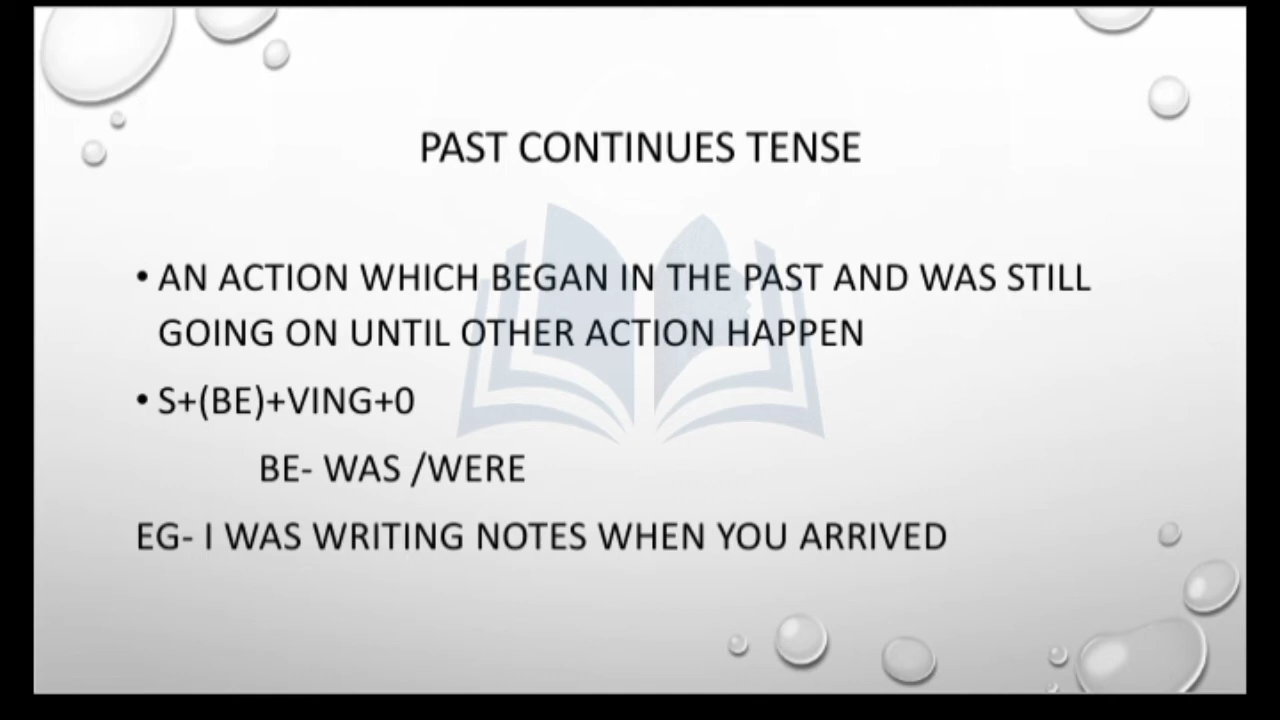 PAST CONTINUES TENSE
• AN ACTION WHICH BEGAN IN THE PAST AND WAS STILL
GOING ON UNTIL OTHER ACTION HAPPEN
• S+(BE)+VING+0
BE- WAS /WERE
EG- I WAS WRITING NOTES WHEN YOU ARRIVED